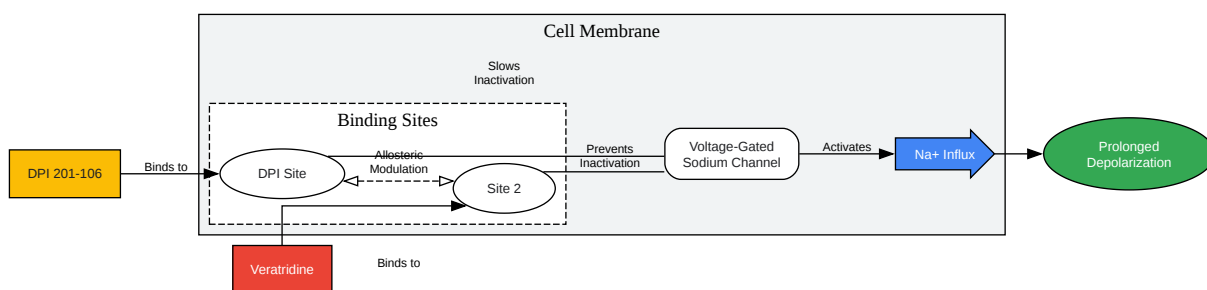 Cell Membrane
Slows
Inactivation
Binding Sites
DPI 201-106
Binds to
DPI Site
Allosteric
Modulation
Site 2
Prevents
Inactivation
Voltage-Gated
Sodium Channel
Activates
Na+ Influx
Prolonged
Depolarization
Veratridine
Binds to